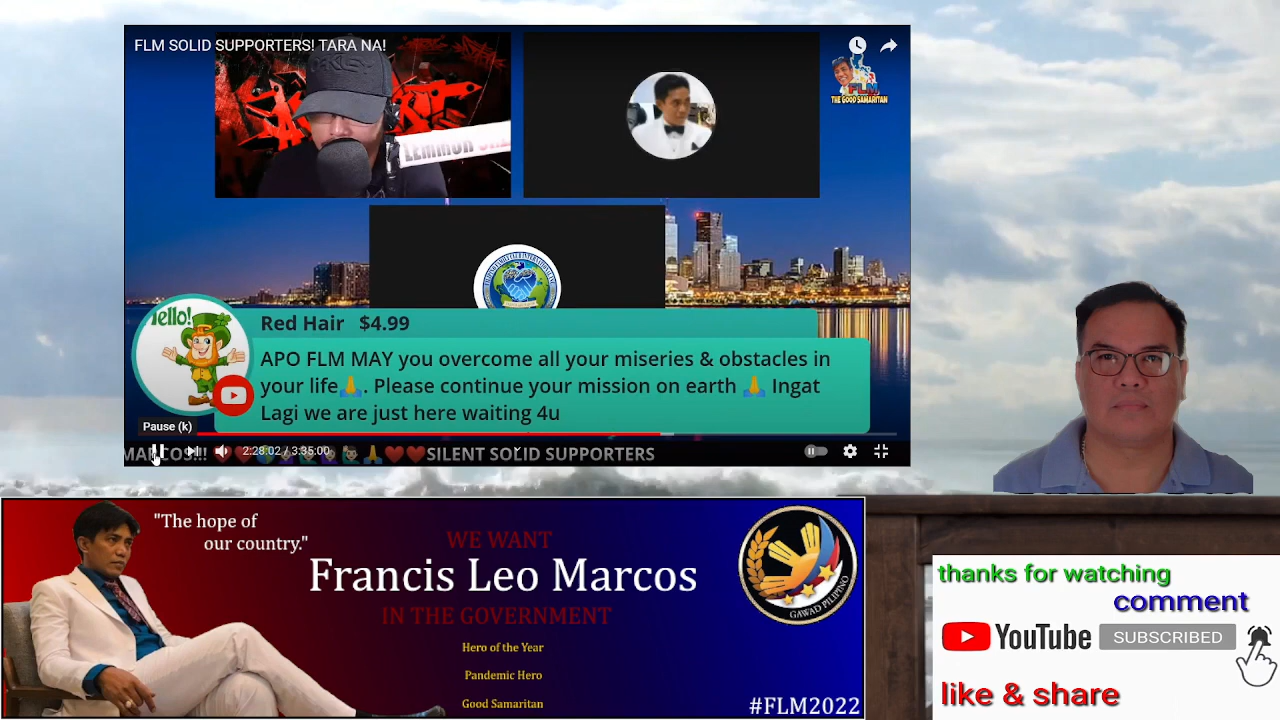 FLM SOLID SUPPORTERS! TARA NA!
FLM
THE GOOD SAMARITAN
Hello!
Red Hair $4.99
APO FLM MAY you overcome all your miseries & obstacles in
your life🙏. Please continue your mission on earth 🙏 Ingat
Lagi we are just here waiting 4u
Pause (k)
2:28:02 / 3:35:00
MARCOS!!! SILENT SOLID SUPPORTERS
"The hope of
our country."
WE WANT
Francis Leo Marcos
IN THE GOVERNMENT
Hero of the Year
Pandemic Hero
Good Samaritan
GAWAD PILIPINO
#FLM2022
thanks for watching
comment
YouTube SUBSCRIBED
like & share